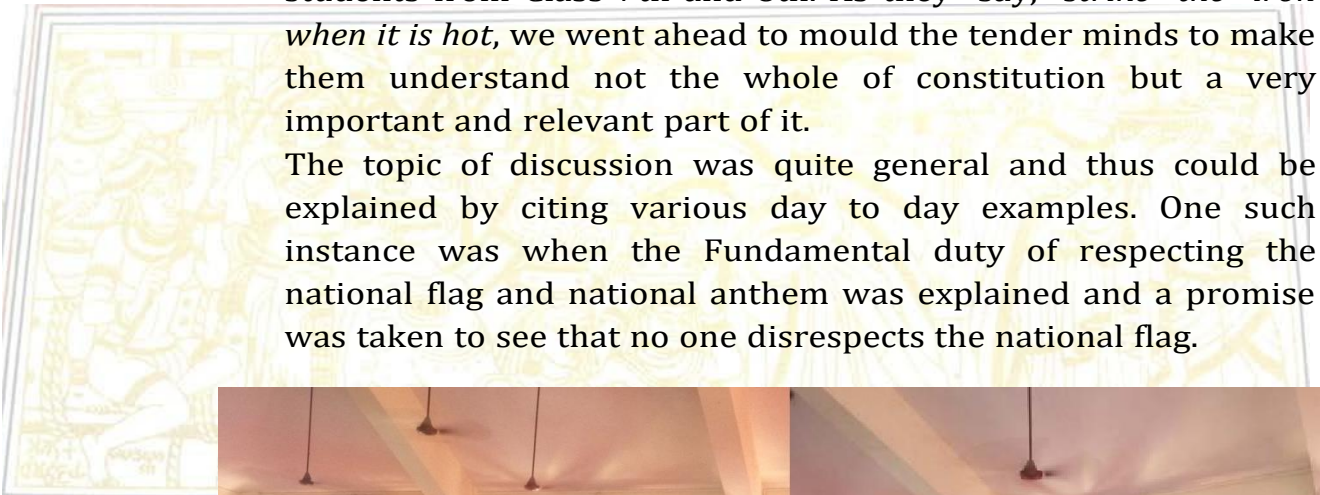 when it is hot, we went ahead to mould the tender minds to make
them understand not the whole of constitution but a very
important and relevant part of it.
The topic of discussion was quite general and thus could be
explained by citing various day to day examples. One such
instance was when the Fundamental duty of respecting the
national flag and national anthem was explained and a promise
was taken to see that no one disrespects the national flag.